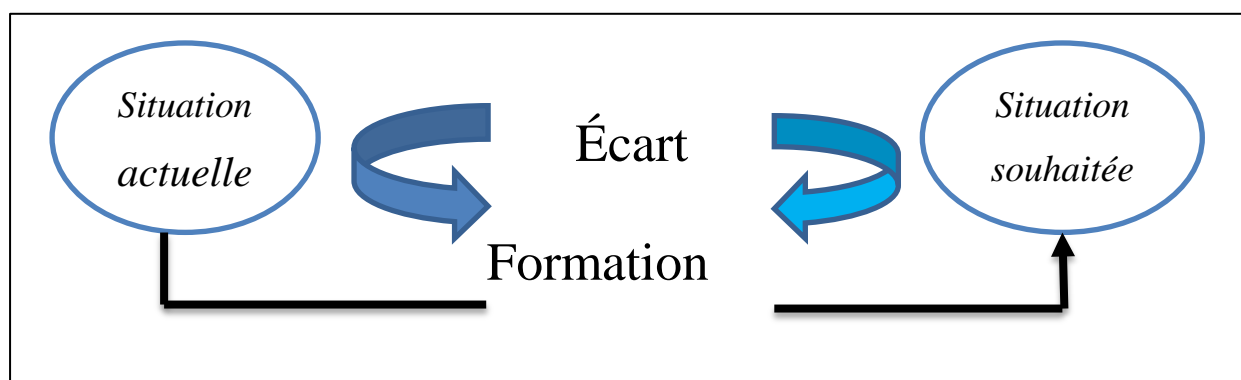 Situation
actuelle
Écart
Situation
souhaitée
Formation